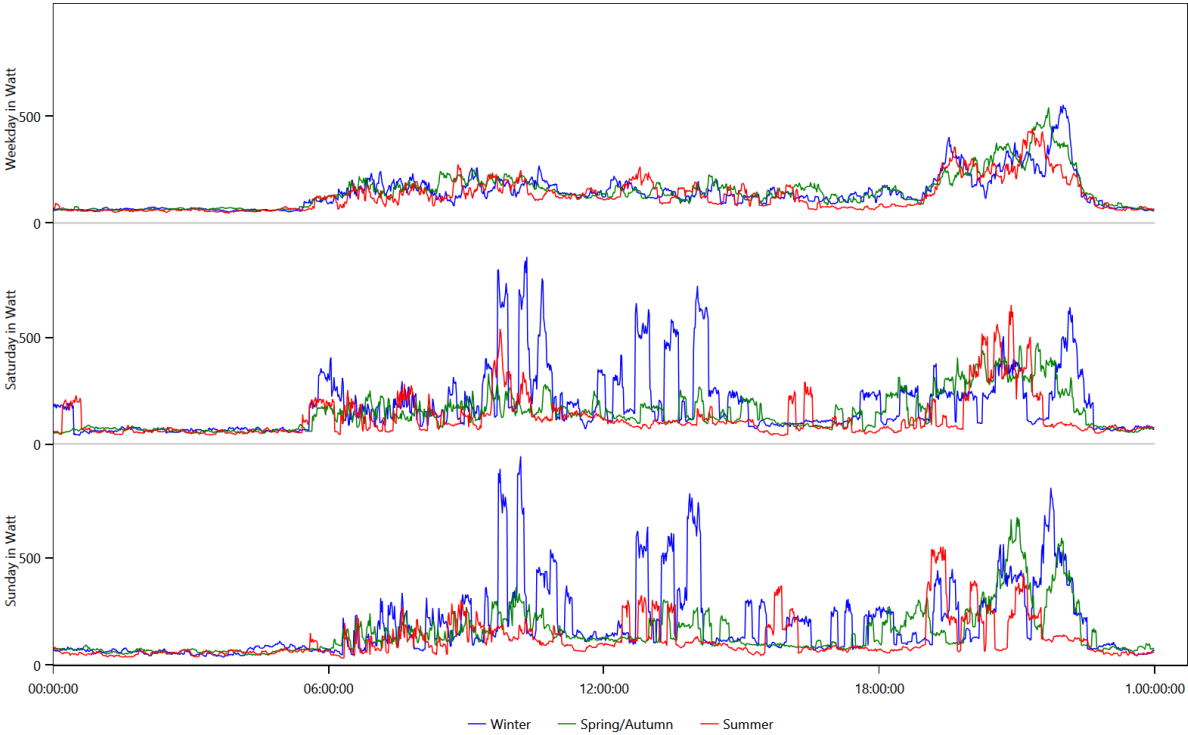 Weekday in Watt
500
0
Saturday in Watt
500
0
Sunday in Watt
500
0
00:00:00 06:00:00 12:00:00 18:00:00 1.00:00:00
Winter Spring/Autumn Summer